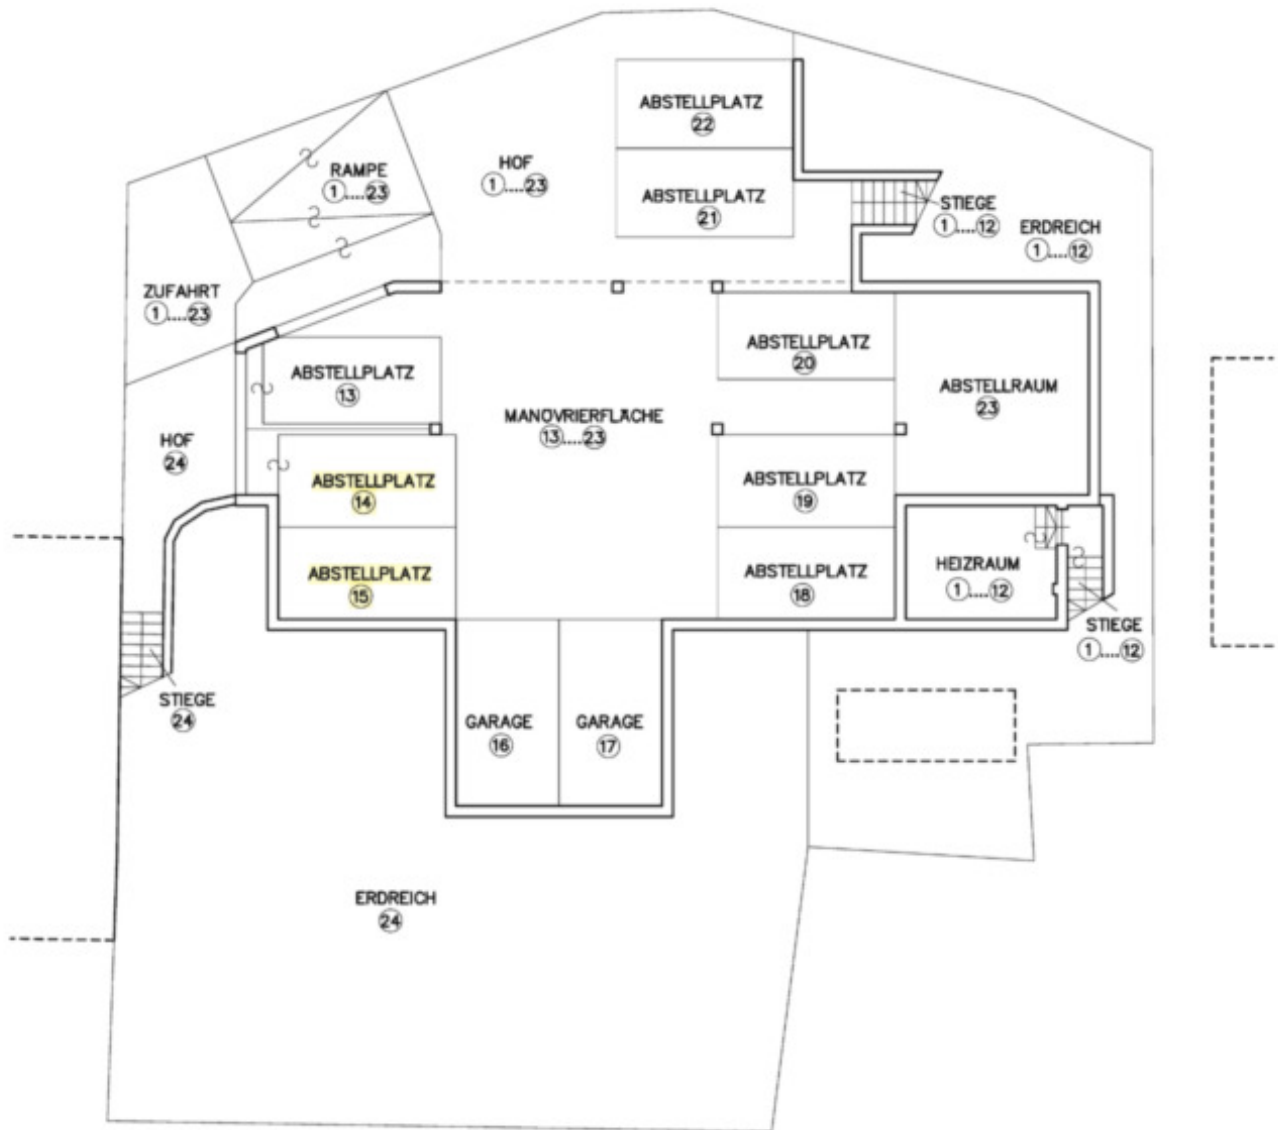 ABSTELLPLATZ
22
RAMPE
1....23
HOF
1....23
ABSTELLPLATZ
21
STIEGE
1....12
ERDREICH
1....12
ZUFAHRT
1....23
ABSTELLPLATZ
13
ABSTELLPLATZ
20
ABSTELLRAUM
23
MANÖVRIERFLÄCHE
13....23
HOF
24
ABSTELLPLATZ
14
ABSTELLPLATZ
19
ABSTELLPLATZ
15
ABSTELLPLATZ
18
HEIZRAUM
1....12
STIEGE
1....12
STIEGE
24
GARAGE
16
GARAGE
17
ERDREICH
24